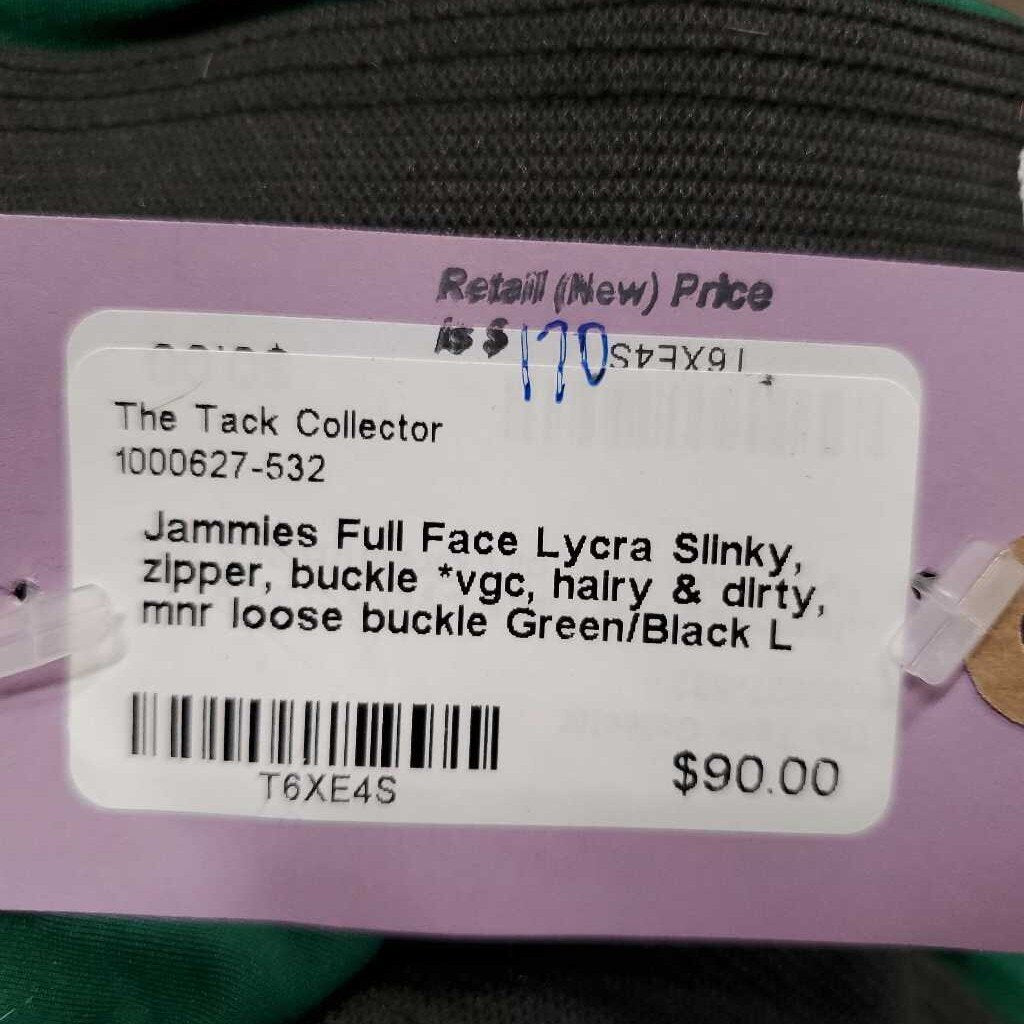 Retail (New) Price
is $ 170
T6XE4S
The Tack Collector
1000627-532
Jammies Full Face Lycra Slinky,
zipper, buckle *vgc, hairy & dirty,
mnr loose buckle Green/Black L
T6XE4S
$90.00